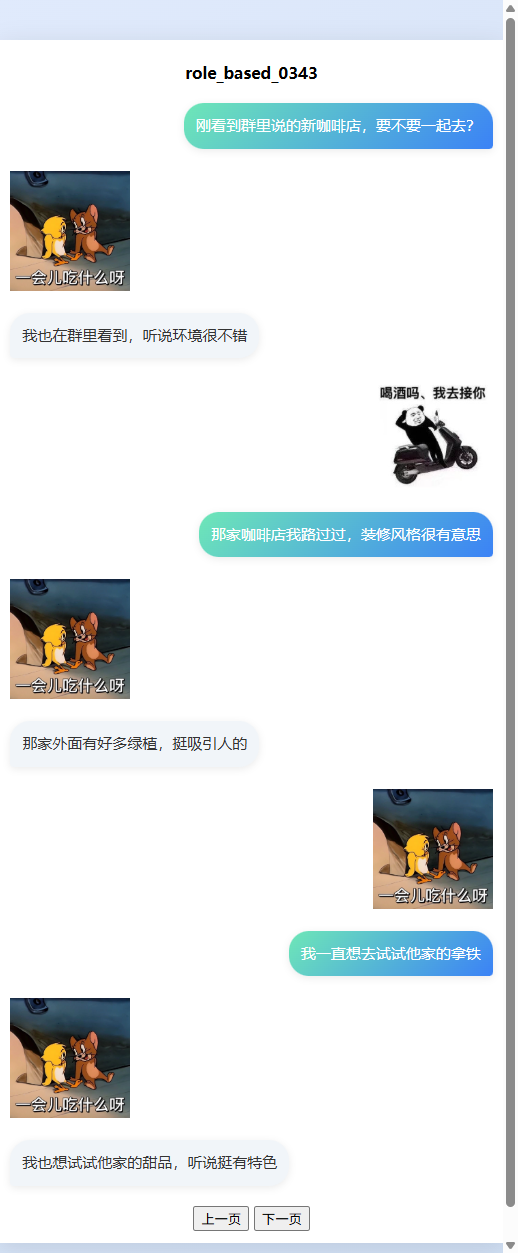 role_based_0343
刚看到群里说的新咖啡店，要不要一起去？
一会儿吃什么呀
我也在群里看到，听说环境很不错
喝酒吗、我去接你
那家咖啡店我路过过，装修风格很有意思
一会儿吃什么呀
那家外面有好多绿植，挺吸引人的
一会儿吃什么呀
我一直想去试试他家的拿铁
一会儿吃什么呀
我也想试试他家的甜品，听说挺有特色
上一页 下一页